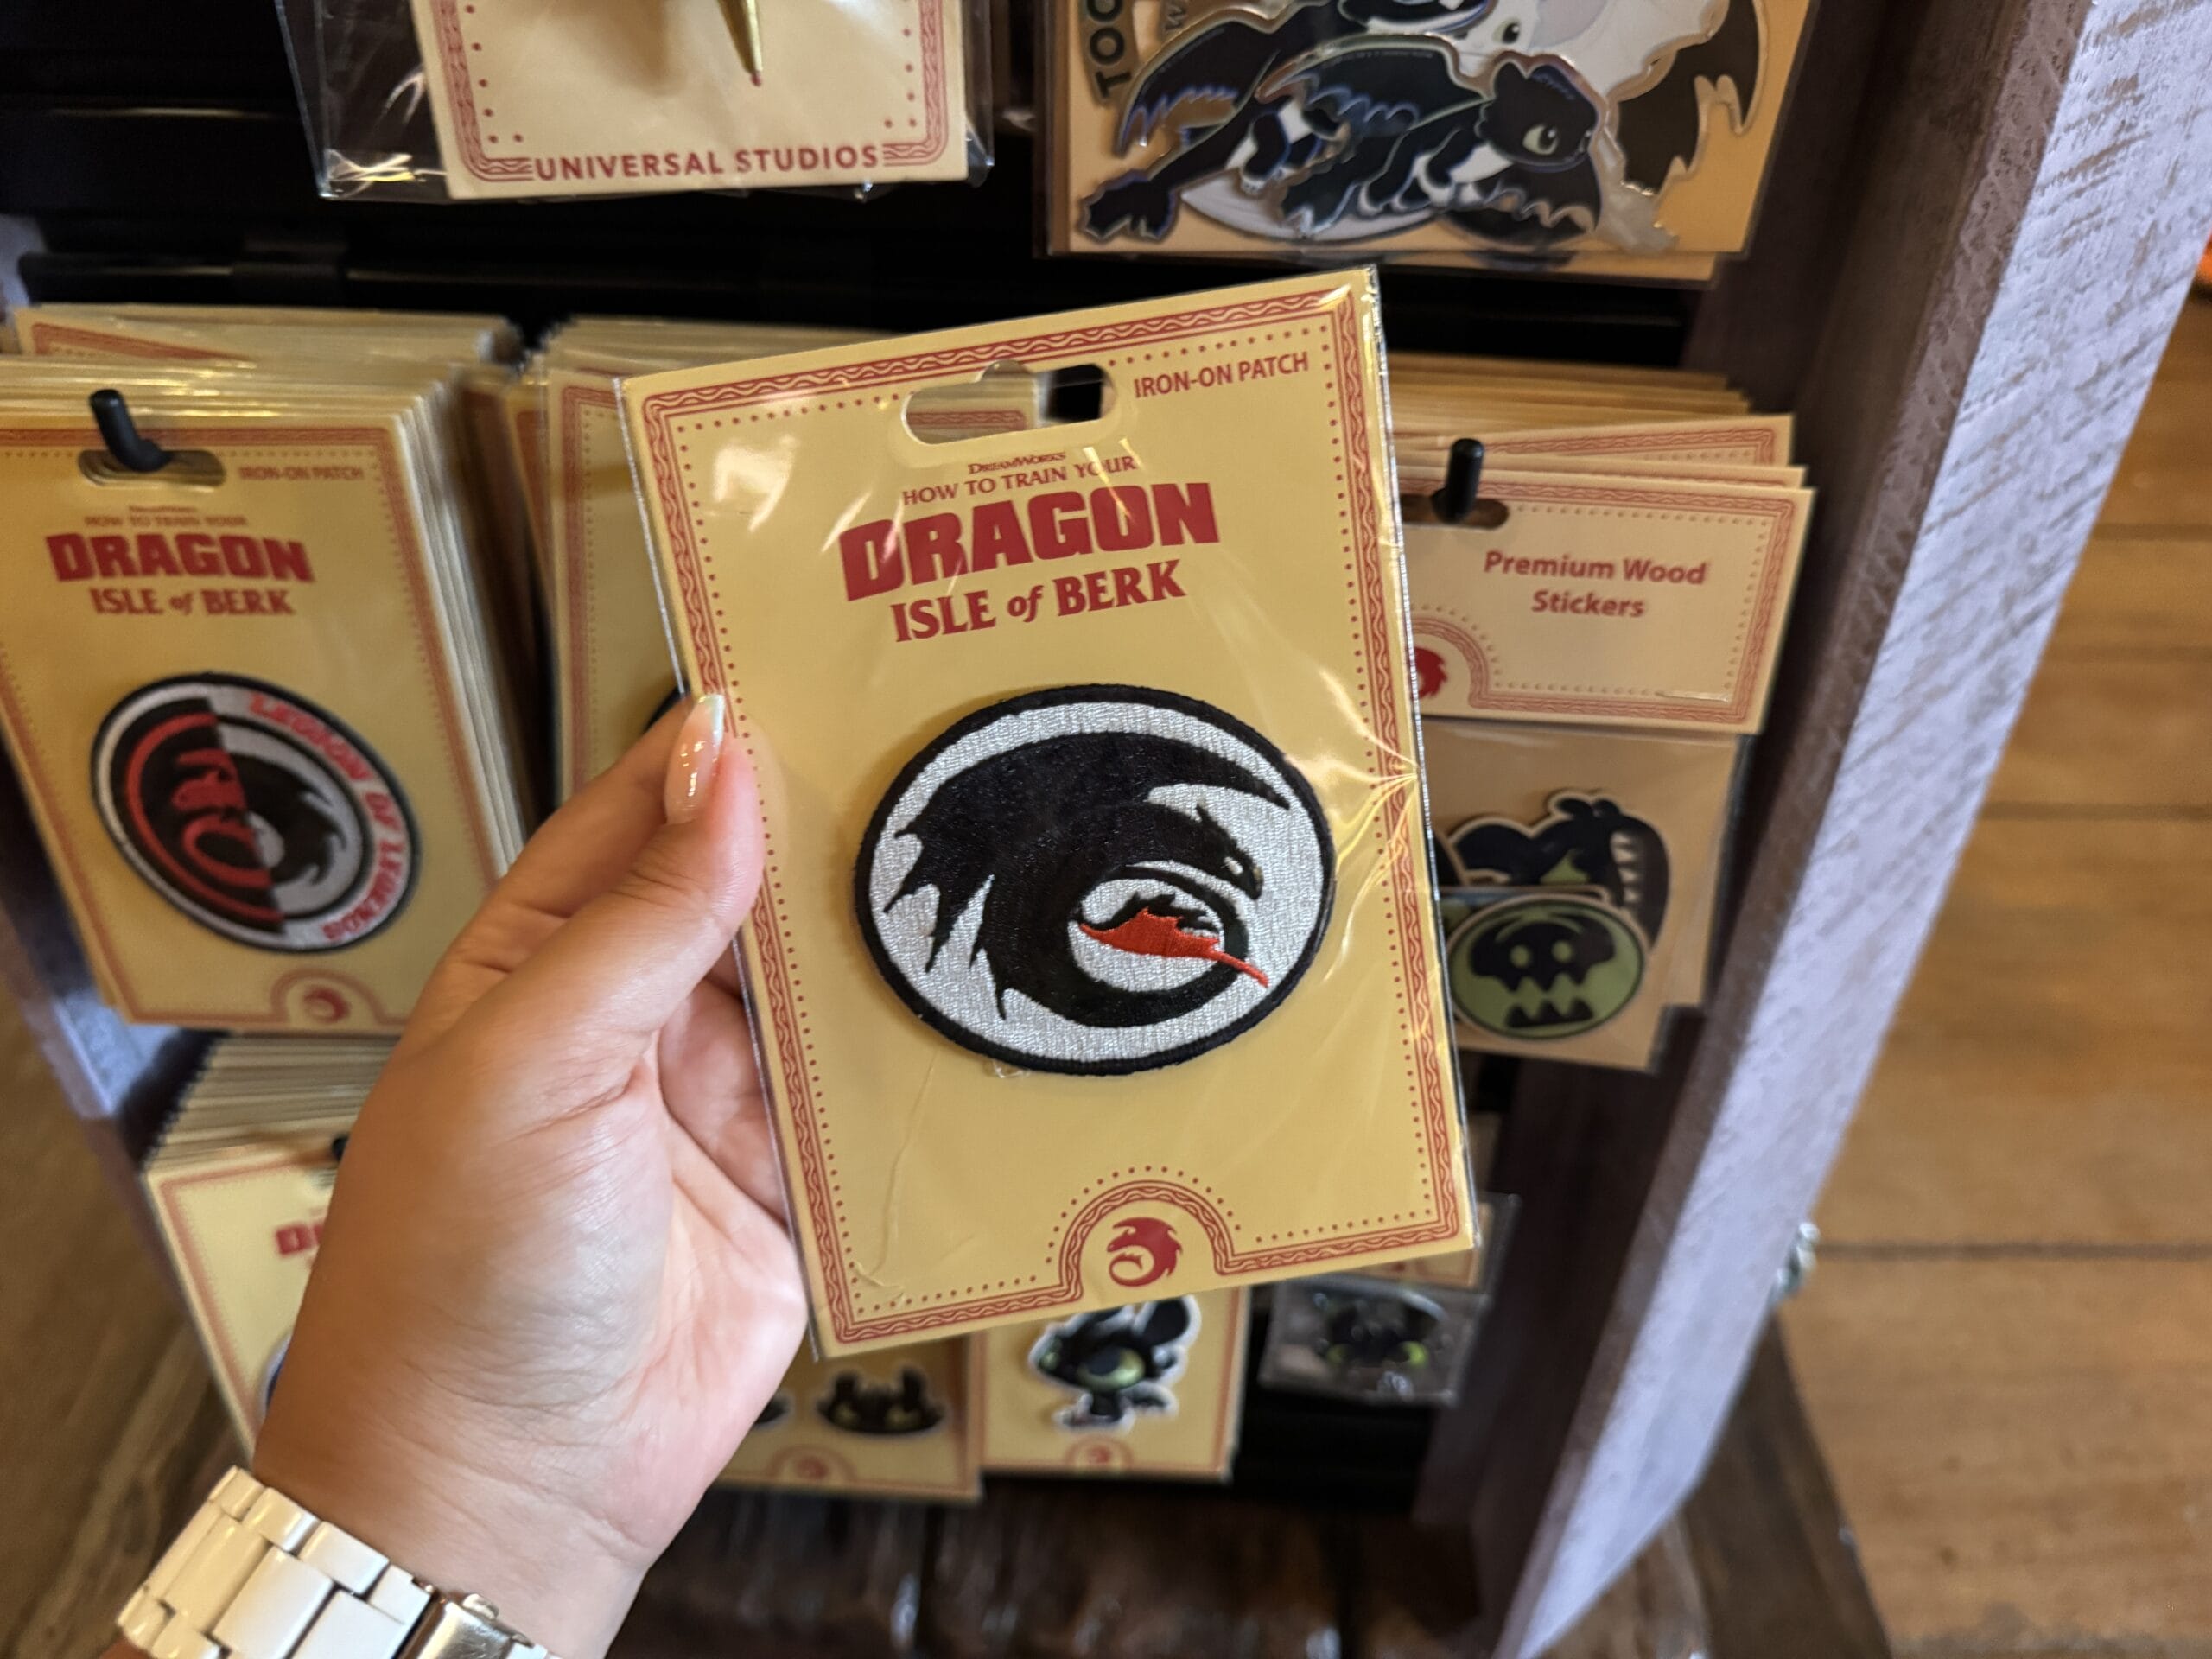 UNIVERSAL STUDIOS
TOO
W
IRON-ON PATCH
DREAMWORKS
HOW TO TRAIN YOUR
DRAGON
ISLE of BERK
IRON-ON PATCH
HOW TO TRAIN YOUR
DRAGON
ISLE of BERK
Premium Wood
Stickers